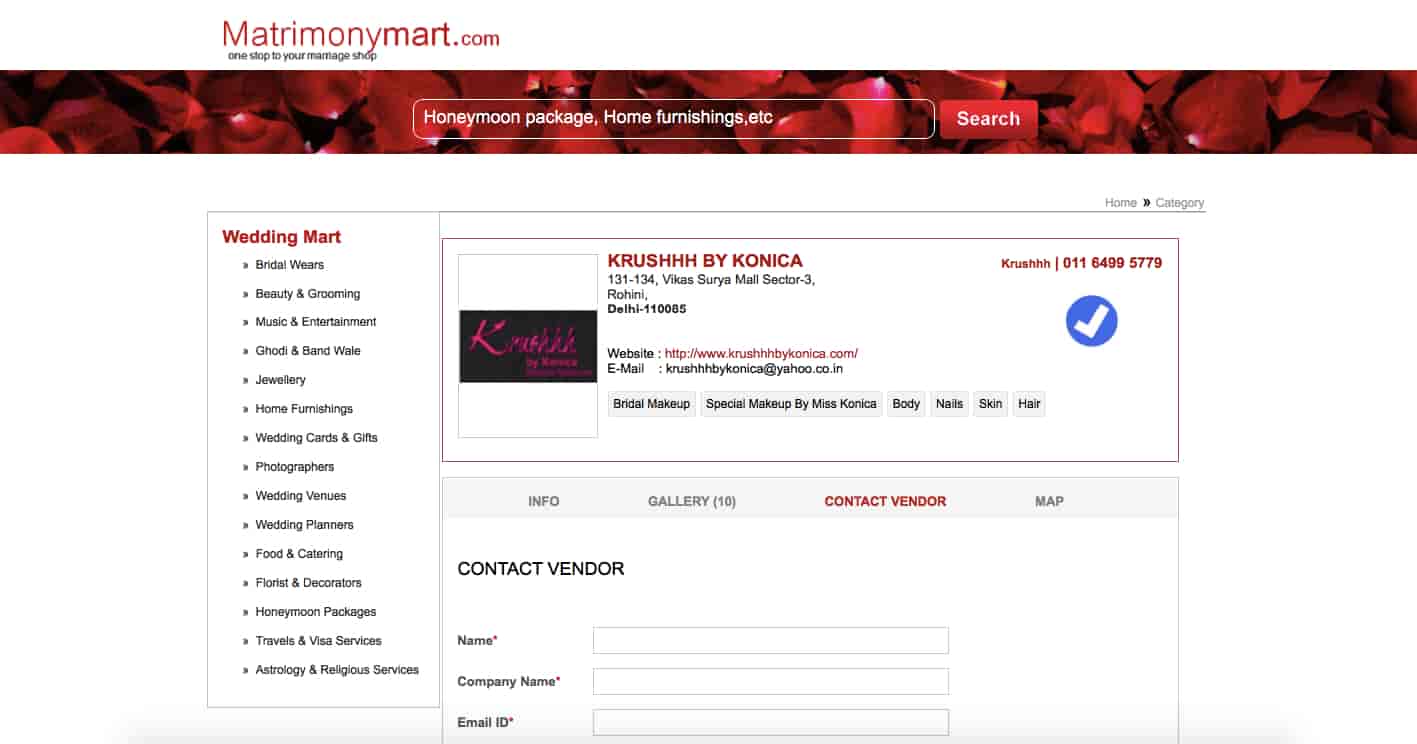 Matrimonymart.com
one stop to your marriage shop
Honeymoon package, Home furnishings,etc
Search
Home » Category
Wedding Mart
» Bridal Wears
» Beauty & Grooming
» Music & Entertainment
» Ghodi & Band Wale
» Jewellery
» Home Furnishings
» Wedding Cards & Gifts
» Photographers
» Wedding Venues
» Wedding Planners
» Food & Catering
» Florist & Decorators
» Honeymoon Packages
» Travels & Visa Services
» Astrology & Religious Services
Krushhh
by Konica
KRUSHHH BY KONICA
131-134, Vikas Surya Mall Sector-3,
Rohini,
Delhi-110085
Website : http://www.krushhhbykonica.com/
E-Mail : krushhhbykonica@yahoo.co.in
Bridal Makeup Special Makeup By Miss Konica Body Nails Skin Hair
Krushhh | 011 6499 5779
INFO GALLERY (10) CONTACT VENDOR MAP
CONTACT VENDOR
Name*
Company Name*
Email ID*